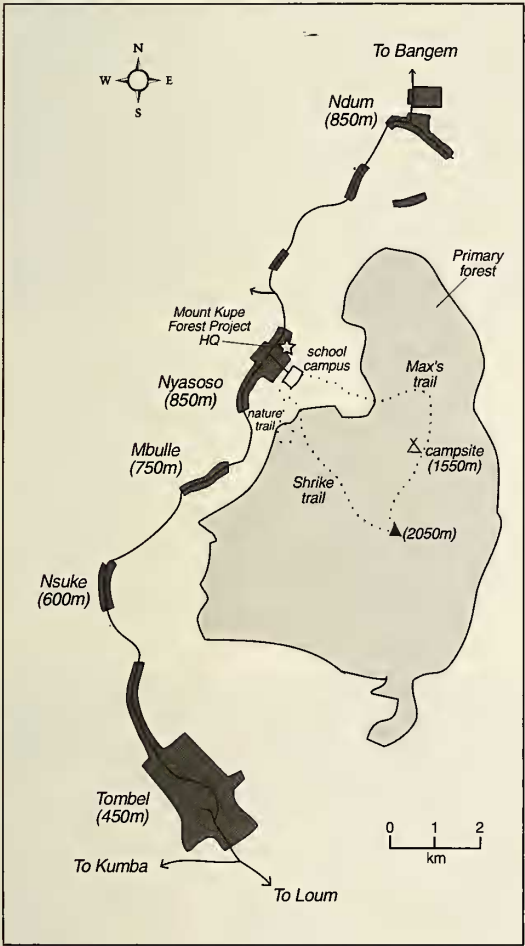 N
W E
S
To Bangem
Ndum
(850m)
Primary
forest
Mount Kupe
Forest Project
HQ
school
campus
Max's
trail
Nyasoso
(850m)
nature
trail
Mbulle
(750m)
campsite
(1550m)
Shrike
trail
(2050m)
Nsuke
(600m)
Tombel
(450m)
0 1 2
km
To Kumba
To Loum